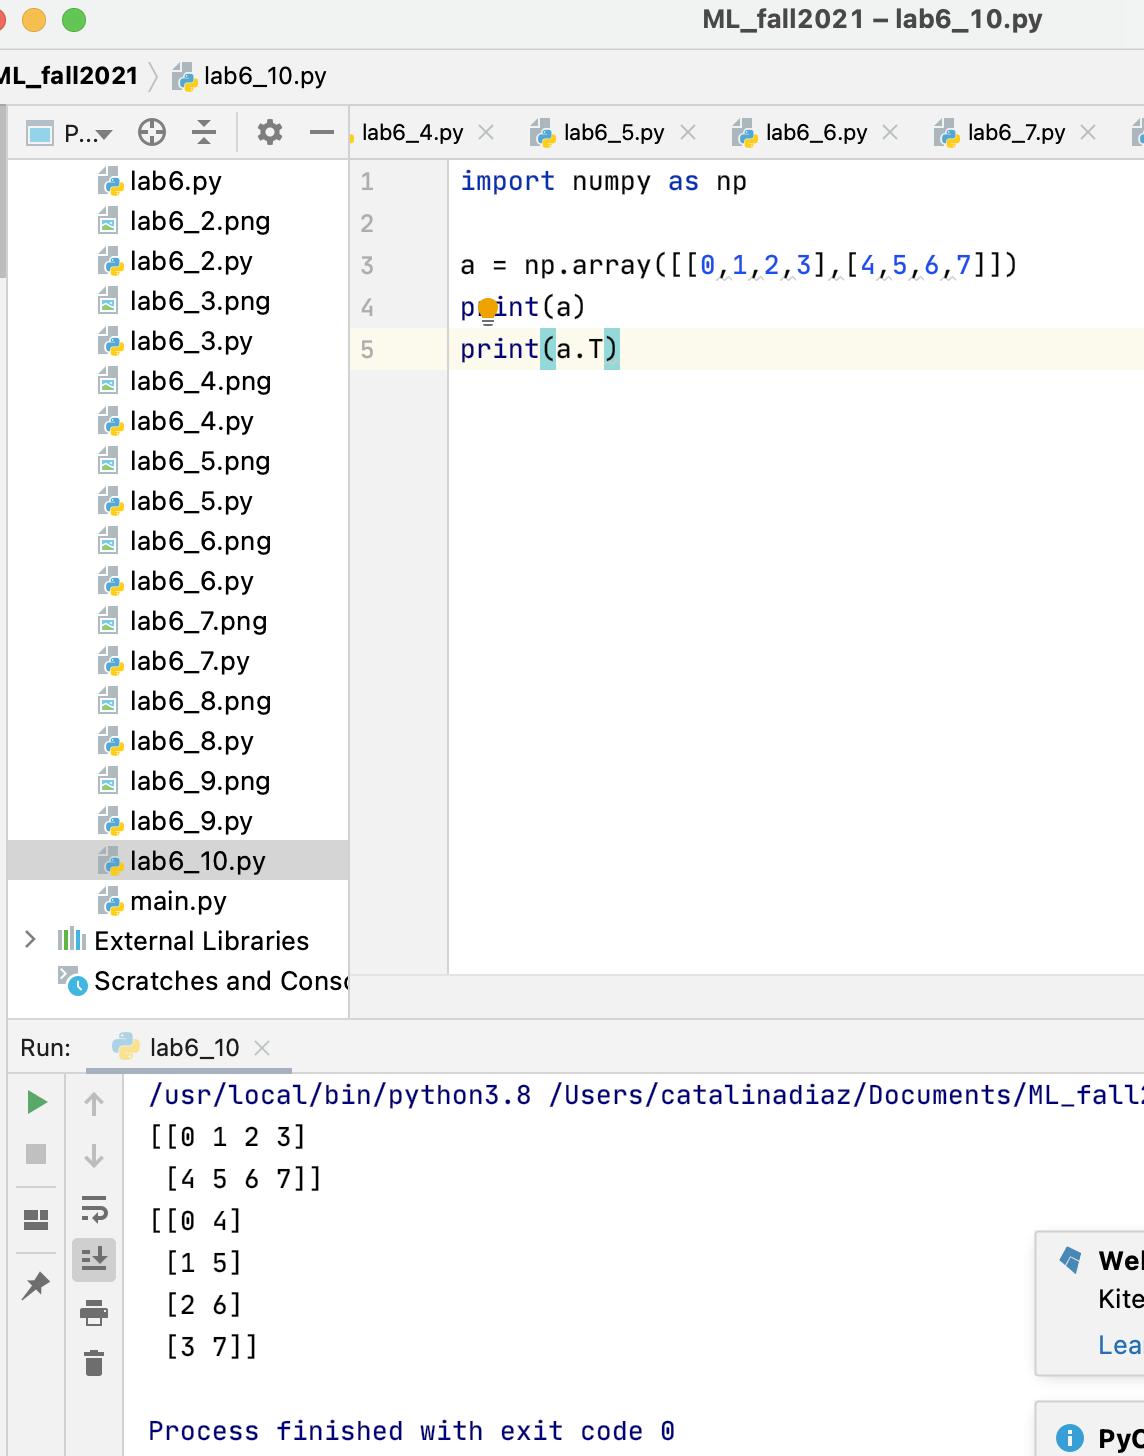 ML_fall2021 – lab6_10.py
ML_fall2021 lab6_10.py
P... lab6_4.py lab6_5.py lab6_6.py lab6_7.py
lab6.py
lab6_2.png
lab6_2.py
lab6_3.png
lab6_3.py
lab6_4.png
lab6_4.py
lab6_5.png
lab6_5.py
lab6_6.png
lab6_6.py
lab6_7.png
lab6_7.py
lab6_8.png
lab6_8.py
lab6_9.png
lab6_9.py
lab6_10.py
main.py
External Libraries
Scratches and Conso
1 import numpy as np
2
3 a = np.array([[0,1,2,3],[4,5,6,7]])
4 print(a)
5 print(a.T)
Run: lab6_10
/usr/local/bin/python3.8 /Users/catalinadiaz/Documents/ML_fall2
[[0 1 2 3]
 [4 5 6 7]]
[[0 4]
 [1 5]
 [2 6]
 [3 7]]
Process finished with exit code 0
Wel
Kite
Lea
PyC